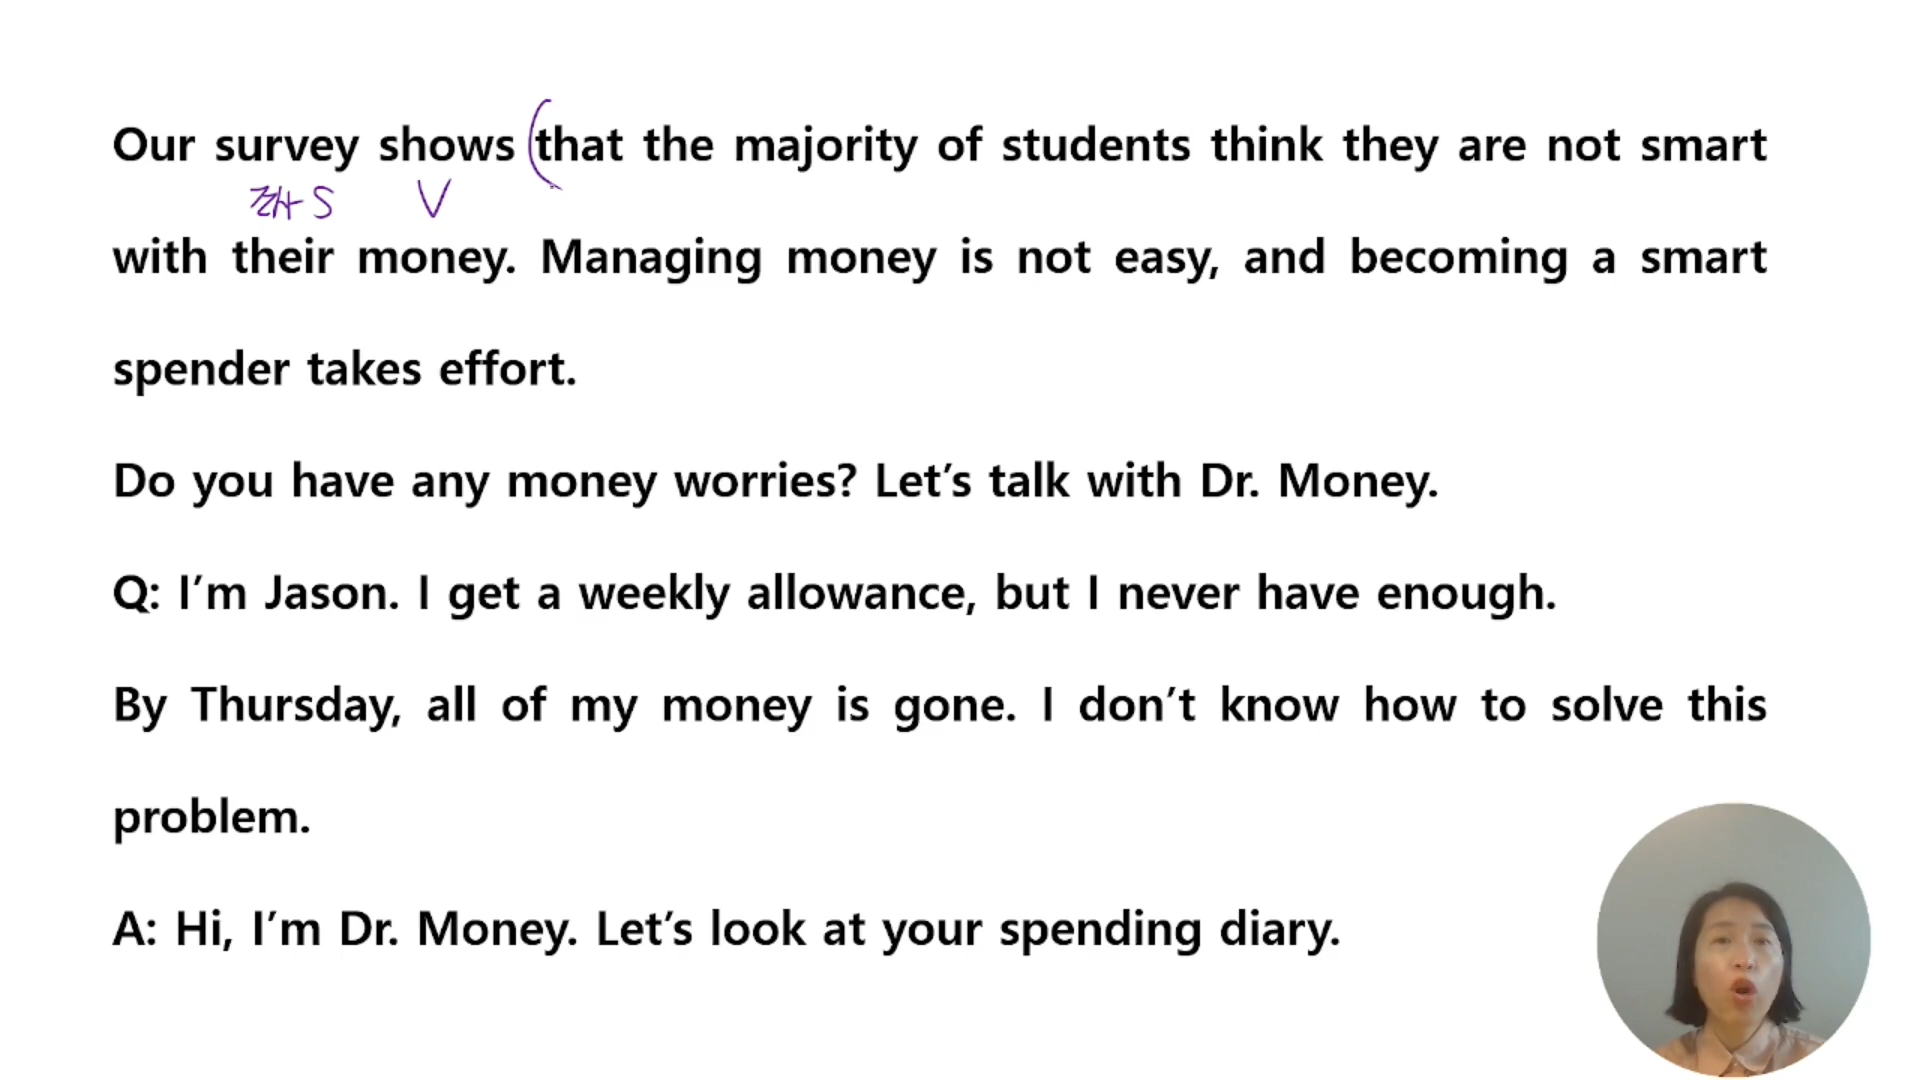 Our survey shows (that the majority of students think they are not smart
조사 S V
with their money. Managing money is not easy, and becoming a smart
spender takes effort.
Do you have any money worries? Let’s talk with Dr. Money.
Q: I’m Jason. I get a weekly allowance, but I never have enough.
By Thursday, all of my money is gone. I don’t know how to solve this
problem.
A: Hi, I’m Dr. Money. Let’s look at your spending diary.